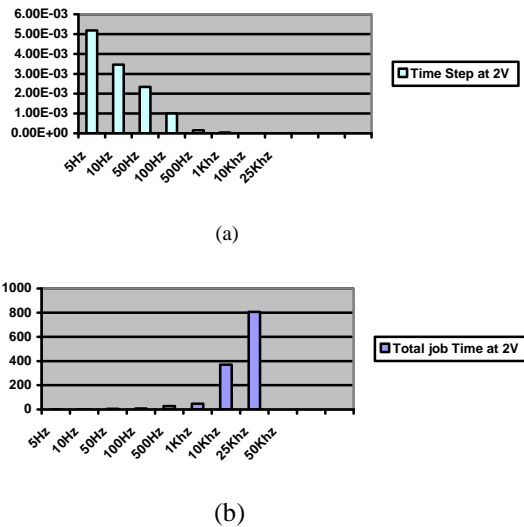 6.00E-03
5.00E-03
4.00E-03
3.00E-03
2.00E-03
1.00E-03
0.00E+00
5Hz
10Hz
50Hz
100Hz
500Hz
1Khz
10Khz
25Khz
Time Step at 2V
(a)
1000
800
600
400
200
0
5Hz
10Hz
50Hz
100Hz
500Hz
1Khz
10Khz
25Khz
50Khz
Total job Time at 2V
(b)